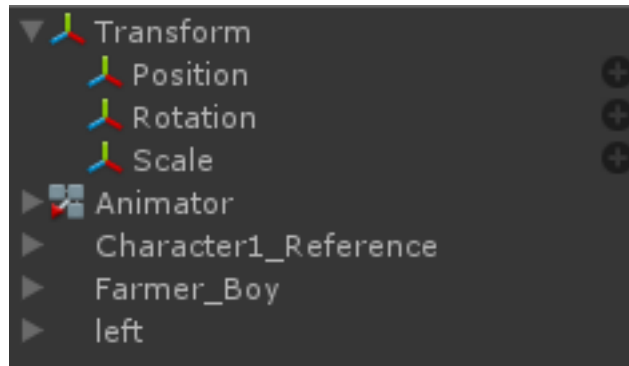 Transform
Position
Rotation
Scale
Animator
Character1_Reference
Farmer_Boy
left